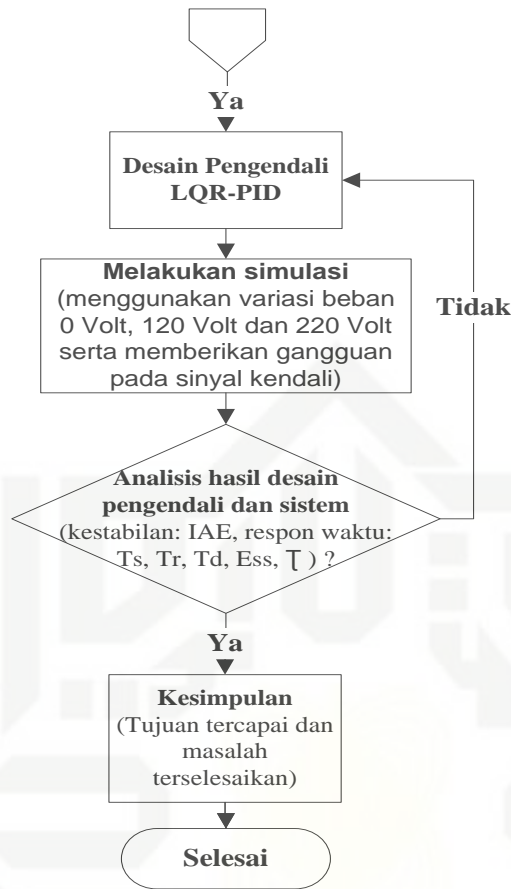 Ya
Desain Pengendali
LQR-PID
Melakukan simulasi
(menggunakan variasi beban
0 Volt, 120 Volt dan 220 Volt
serta memberikan gangguan
pada sinyal kendali)
Tidak
Analisis hasil desain
pengendali dan sistem
(kestabilan: IAE, respon waktu:
Ts, Tr, Td, Ess, Ʈ ) ?
Ya
Kesimpulan
(Tujuan tercapai dan
masalah
terselesaikan)
Selesai